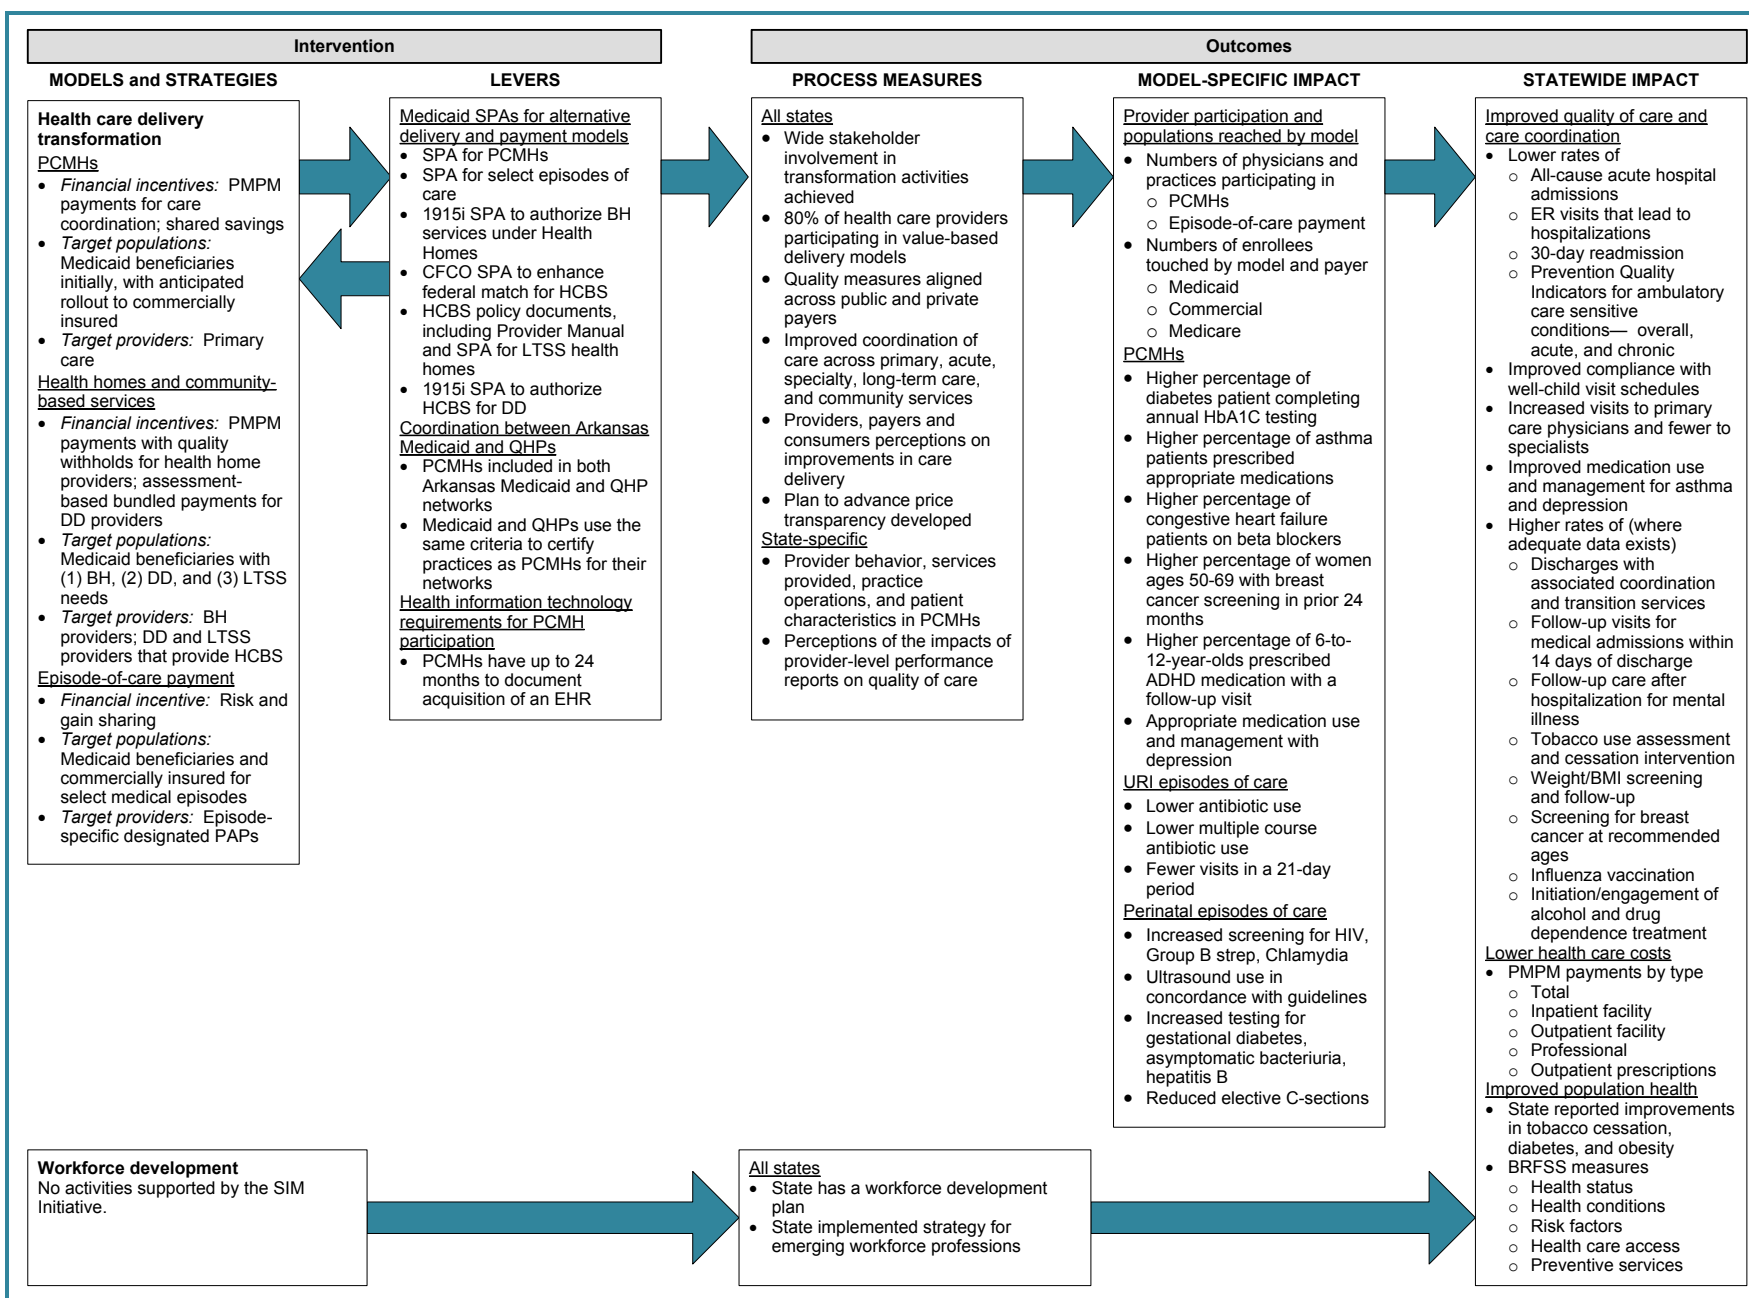 Intervention
Outcomes
MODELS and STRATEGIES
LEVERS
PROCESS MEASURES
MODEL-SPECIFIC IMPACT
STATEWIDE IMPACT
Health care delivery
transformation
PCMHs
• Financial incentives: PMPM
payments for care
coordination; shared savings
• Target populations:
Medicaid beneficiaries
initially, with anticipated
rollout to commercially
insured
• Target providers: Primary
care
Health homes and community-
based services
• Financial incentives: PMPM
payments with quality
withholds for health home
providers; assessment-
based bundled payments for
DD providers
• Target populations:
Medicaid beneficiaries with
(1) BH, (2) DD, and (3) LTSS
needs
• Target providers: BH
providers; DD and LTSS
providers that provide HCBS
Episode-of-care payment
• Financial incentive: Risk and
gain sharing
• Target populations:
Medicaid beneficiaries and
commercially insured for
select medical episodes
• Target providers: Episode-
specific designated PAPs
Medicaid SPAs for alternative
delivery and payment models
• SPA for PCMHs
• SPA for select episodes of
care
• 1915i SPA to authorize BH
services under Health
Homes
• CFCO SPA to enhance
federal match for HCBS
• HCBS policy documents,
including Provider Manual
and SPA for LTSS health
homes
• 1915i SPA to authorize
HCBS for DD
Coordination between Arkansas
Medicaid and QHPs
• PCMHs included in both
Arkansas Medicaid and QHP
networks
• Medicaid and QHPs use the
same criteria to certify
practices as PCMHs for their
networks
Health information technology
requirements for PCMH
participation
• PCMHs have up to 24
months to document
acquisition of an EHR
All states
• Wide stakeholder
involvement in
transformation activities
achieved
• 80% of health care providers
participating in value-based
delivery models
• Quality measures aligned
across public and private
payers
• Improved coordination of
care across primary, acute,
specialty, long-term care,
and community services
• Providers, payers and
consumers perceptions on
improvements in care
delivery
• Plan to advance price
transparency developed
State-specific
• Provider behavior, services
provided, practice
operations, and patient
characteristics in PCMHs
• Perceptions of the impacts of
provider-level performance
reports on quality of care
Provider participation and
populations reached by model
• Numbers of physicians and
practices participating in
o PCMHs
o Episode-of-care payment
• Numbers of enrollees
touched by model and payer
o Medicaid
o Commercial
o Medicare
PCMHs
• Higher percentage of
diabetes patient completing
annual HbA1C testing
• Higher percentage of asthma
patients prescribed
appropriate medications
• Higher percentage of
congestive heart failure
patients on beta blockers
• Higher percentage of women
ages 50-69 with breast
cancer screening in prior 24
months
• Higher percentage of 6-to-
12-year-olds prescribed
ADHD medication with a
follow-up visit
• Appropriate medication use
and management with
depression
URI episodes of care
• Lower antibiotic use
• Lower multiple course
antibiotic use
• Fewer visits in a 21-day
period
Perinatal episodes of care
• Increased screening for HIV,
Group B strep, Chlamydia
• Ultrasound use in
concordance with guidelines
• Increased testing for
gestational diabetes,
asymptomatic bacteriuria,
hepatitis B
• Reduced elective C-sections
Improved quality of care and
care coordination
• Lower rates of
o All-cause acute hospital
admissions
o ER visits that lead to
hospitalizations
o 30-day readmission
o Prevention Quality
Indicators for ambulatory
care sensitive
conditions— overall,
acute, and chronic
• Improved compliance with
well-child visit schedules
• Increased visits to primary
care physicians and fewer to
specialists
• Improved medication use
and management for asthma
and depression
• Higher rates of (where
adequate data exists)
o Discharges with
associated coordination
and transition services
o Follow-up visits for
medical admissions within
14 days of discharge
o Follow-up care after
hospitalization for mental
illness
o Tobacco use assessment
and cessation intervention
o Weight/BMI screening
and follow-up
o Screening for breast
cancer at recommended
ages
o Influenza vaccination
o Initiation/engagement of
alcohol and drug
dependence treatment
Lower health care costs
• PMPM payments by type
o Total
o Inpatient facility
o Outpatient facility
o Professional
o Outpatient prescriptions
Improved population health
• State reported improvements
in tobacco cessation,
diabetes, and obesity
• BRFSS measures
o Health status
o Health conditions
o Risk factors
o Health care access
o Preventive services
Workforce development
No activities supported by the SIM
Initiative.
All states
• State has a workforce development
plan
• State implemented strategy for
emerging workforce professions